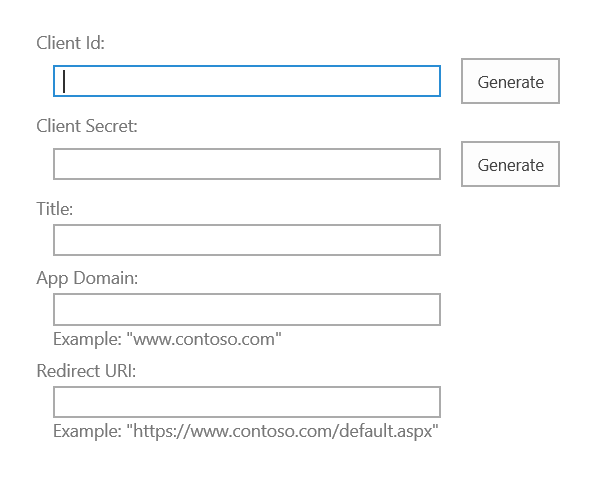 Client Id:
Generate
Client Secret:
Generate
Title:
App Domain:
Example: "www.contoso.com"
Redirect URI:
Example: "https://www.contoso.com/default.aspx"